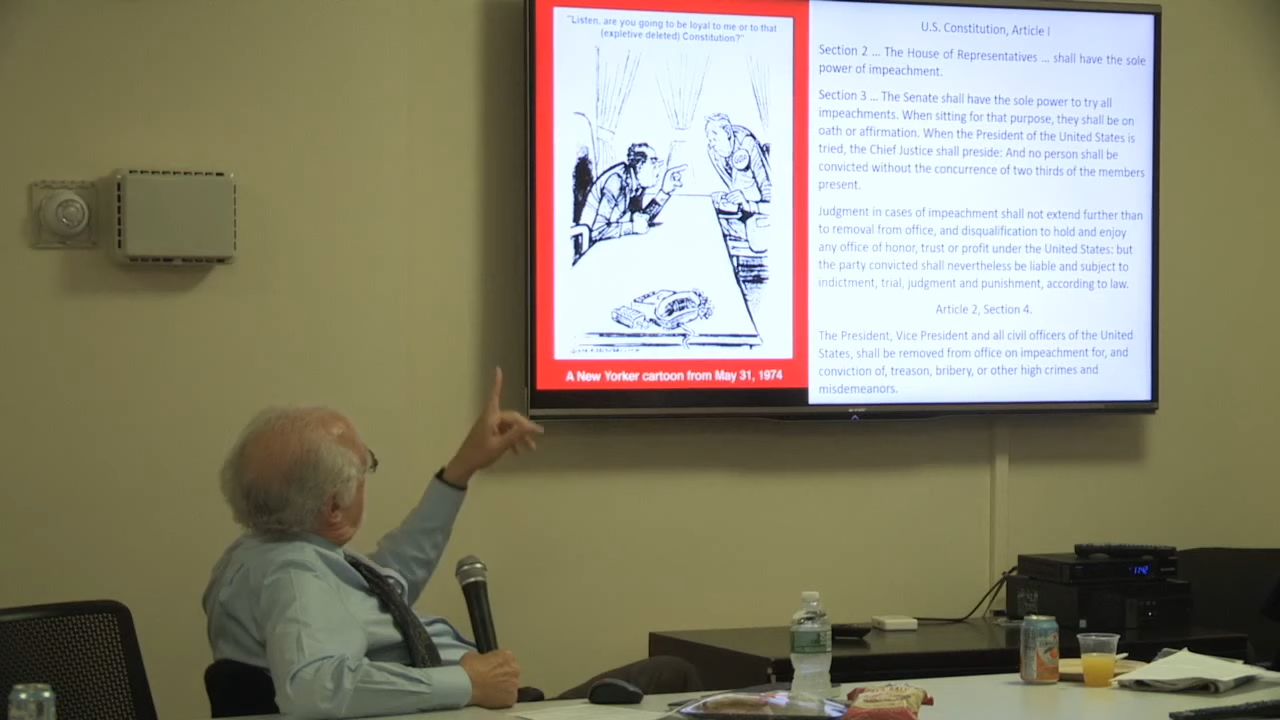 "Listen, are you going to be loyal to me or to that
(expletive deleted) Constitution?"
A New Yorker cartoon from May 31, 1974
U.S. Constitution, Article I
Section 2 ... The House of Representatives ... shall have the sole
power of impeachment.
Section 3 ... The Senate shall have the sole power to try all
impeachments. When sitting for that purpose, they shall be on
oath or affirmation. When the President of the United States is
tried, the Chief Justice shall preside: And no person shall be
convicted without the concurrence of two thirds of the members
present.
Judgment in cases of impeachment shall not extend further than
to removal from office, and disqualification to hold and enjoy
any office of honor, trust or profit under the United States: but
the party convicted shall nevertheless be liable and subject to
indictment, trial, judgment and punishment, according to law.
Article 2, Section 4.
The President, Vice President and all civil officers of the United
States, shall be removed from office on impeachment for, and
conviction of, treason, bribery, or other high crimes and
misdemeanors.